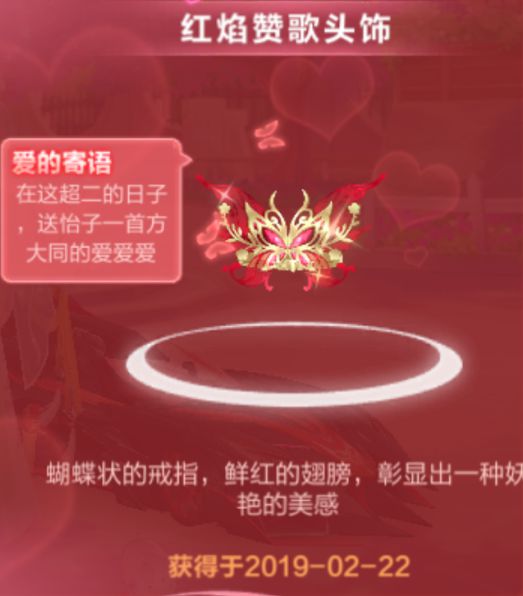 红焰赞歌头饰
爱的寄语
在这超二的日子
，送怡子一首方
大同的爱爱爱
蝴蝶状的戒指，鲜红的翅膀，彰显出一种妖
艳的美感
获得于2019-02-22